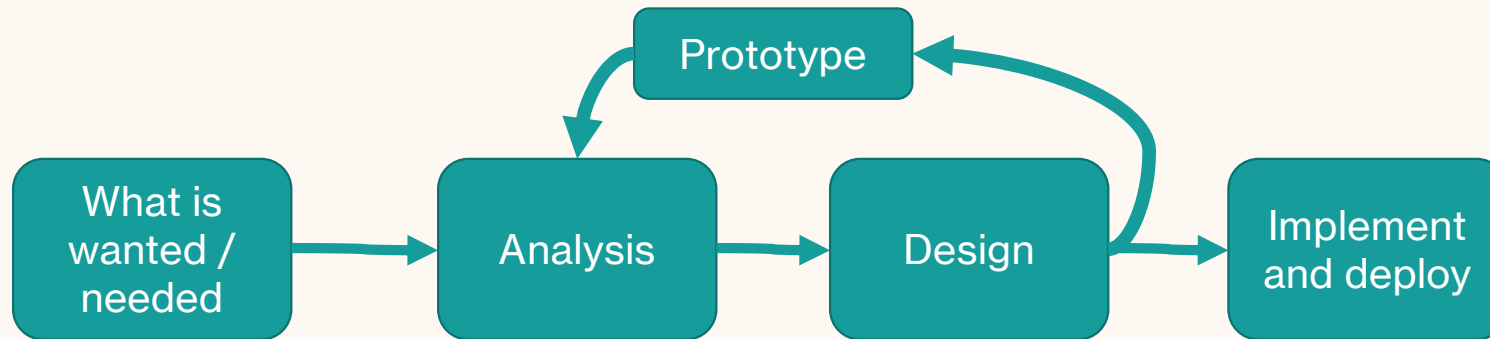 Prototype
What is
wanted /
needed
Analysis
Design
Implement
and deploy